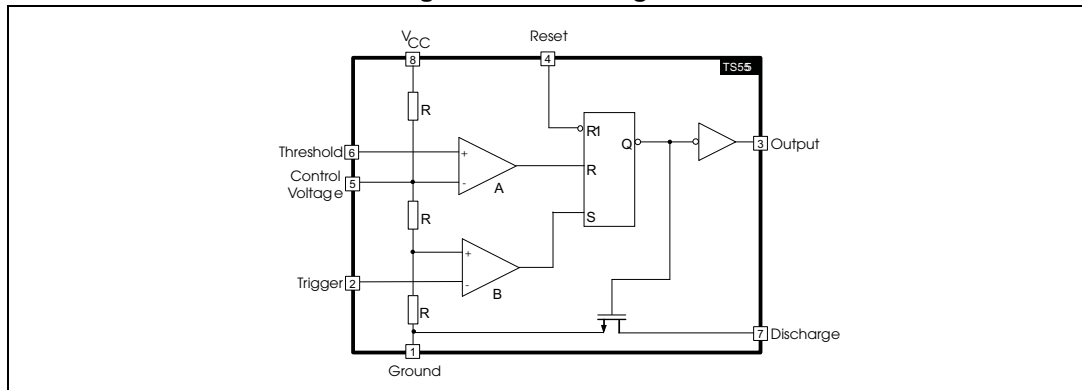 VCC
Reset
8
4
TS555
R
R1
Q
3
Output
Threshold
6
+
Control
Voltage
5
-
A
R
R
S
+
Trigger
2
-
B
R
7
Discharge
1
Ground